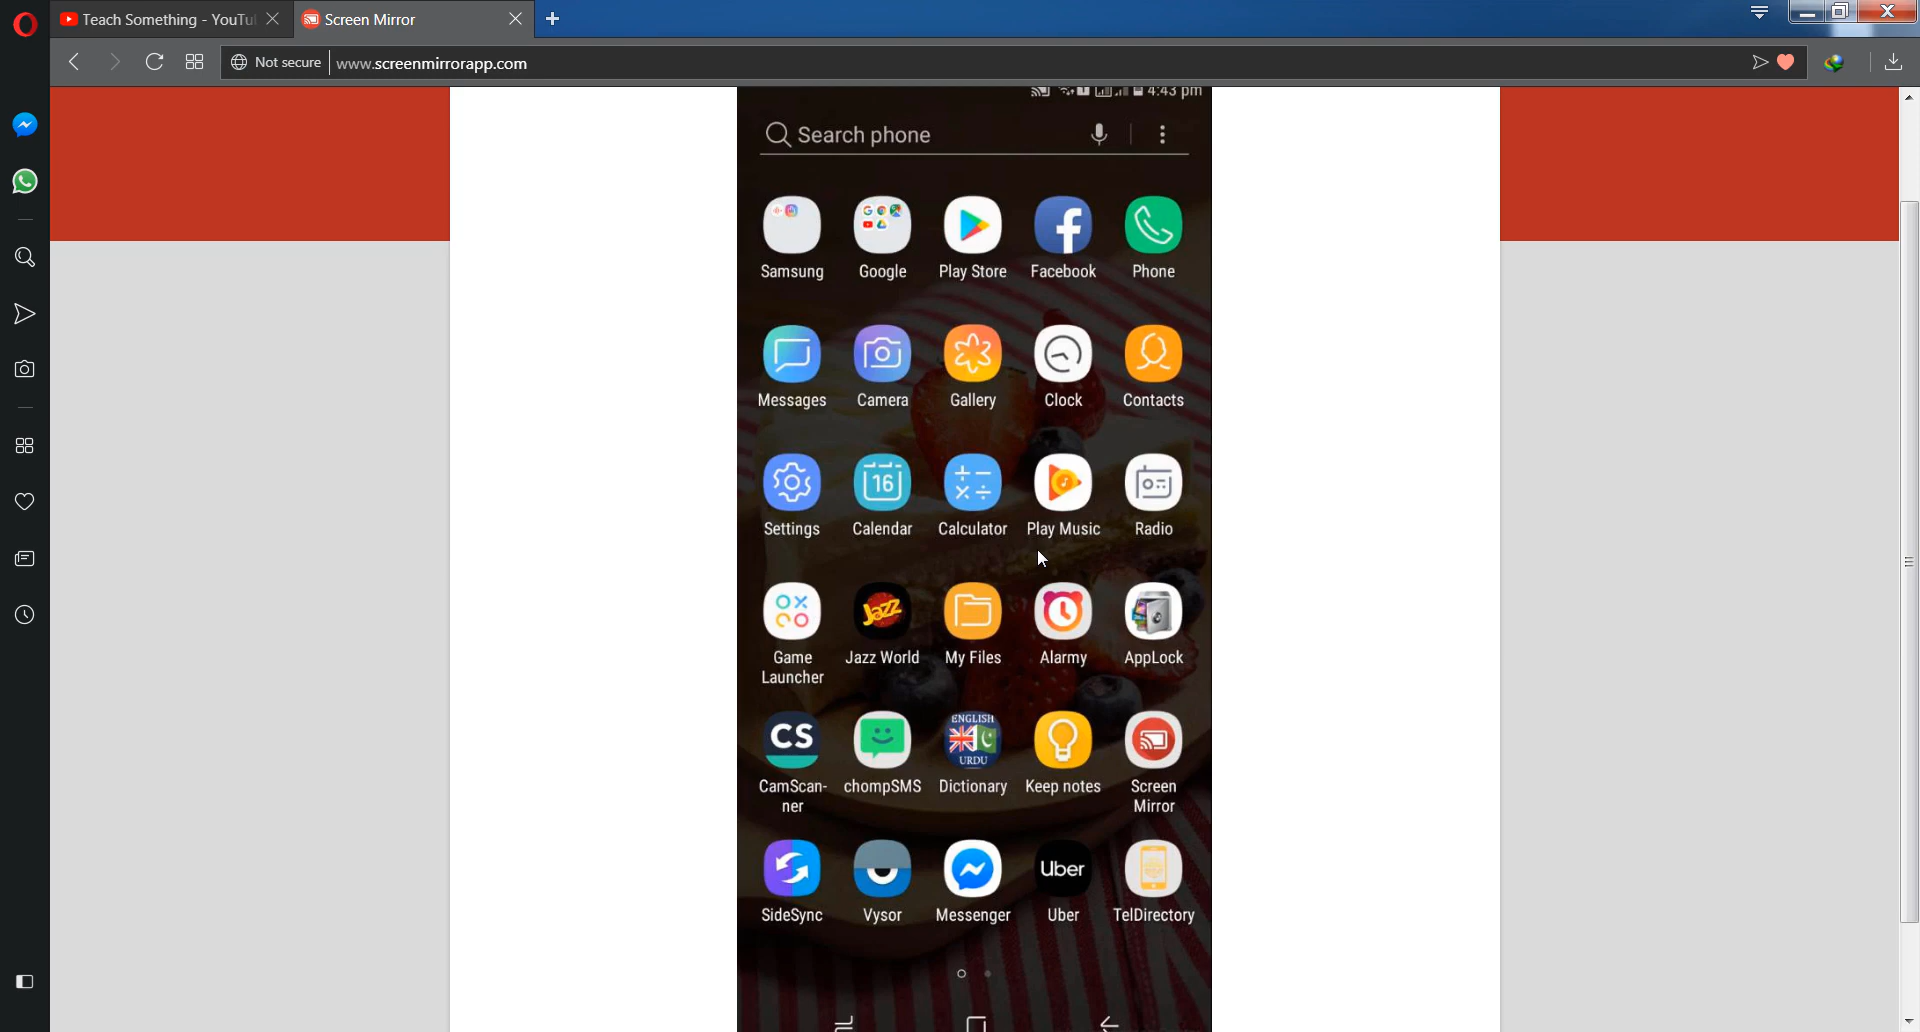 Teach Something - YouTu
Screen Mirror
Not secure
www.screenmirrorapp.com
4:43 pm
Search phone
Samsung
Google
Play Store
Facebook
Phone
Messages
Camera
Gallery
Clock
Contacts
16
Settings
Calendar
Calculator
Play Music
Radio
Jazz
Game
Launcher
Jazz World
My Files
Alarmy
AppLock
CS
ENGLISH
URDU
CamScan-
ner
chompSMS
Dictionary
Keep notes
Screen
Mirror
Uber
SideSync
Vysor
Messenger
Uber
TelDirectory